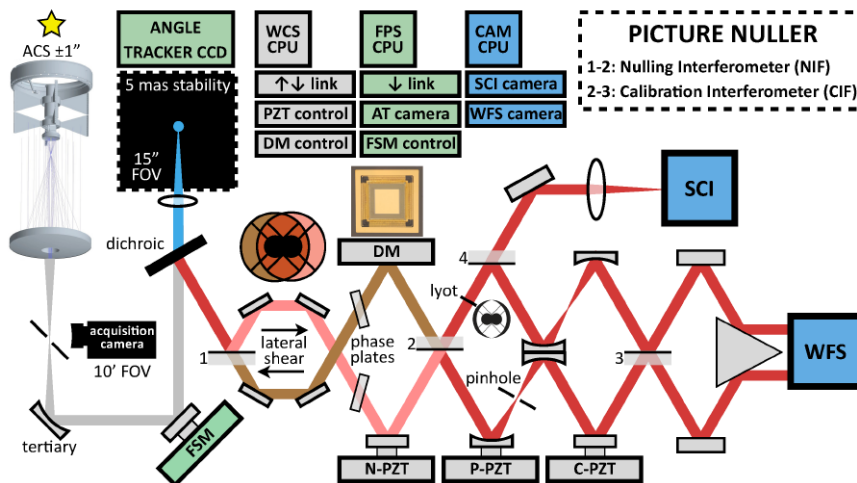 ACS ±1”
ANGLE
TRACKER CCD
WCS
CPU
↑↓ link
PZT control
DM control
FPS
CPU
↓ link
AT camera
FSM control
CAM
CPU
SCI camera
WFS camera
PICTURE NULLER
1-2: Nulling Interferometer (NIF)
2-3: Calibration Interferometer (CIF)
5 mas stability
15”
FOV
dichroic
DM
SCI
4
lyot
acquisition
camera
10’ FOV
1
lateral
shear
phase
plates
2
3
pinhole
WFS
tertiary
FSM
N-PZT
P-PZT
C-PZT